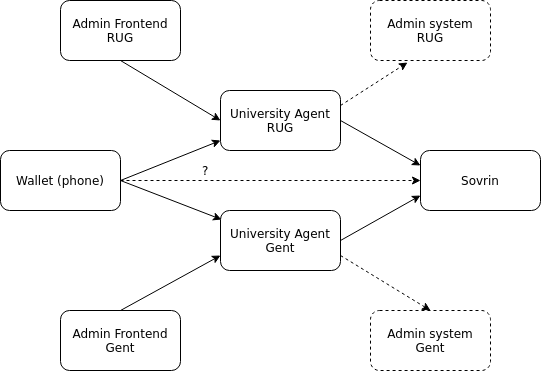 Admin Frontend
RUG
Admin system
RUG
University Agent
RUG
?
Wallet (phone)
Sovrin
University Agent
Gent
Admin Frontend
Gent
Admin system
Gent